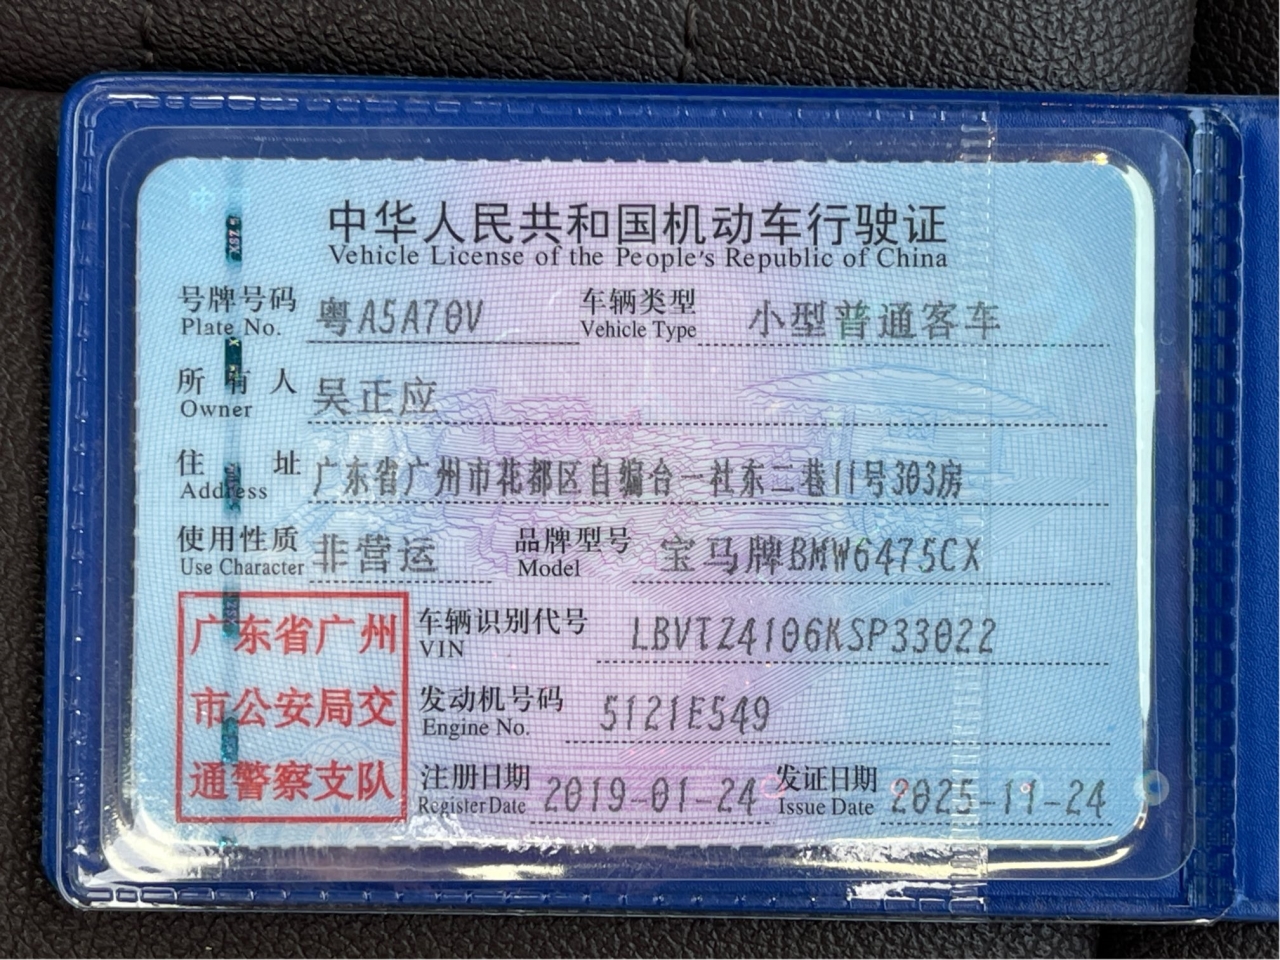 中华人民共和国机动车行驶证
Vehicle License of the People's Republic of China
号牌号码 粤A5A70V 车辆类型 小型普通客车
Plate No. Vehicle Type
所有人 吴正应
Owner
住址 广东省广州市花都区自编台一社东二巷11号303房
Address
使用性质 非营运 品牌型号 宝马牌BMW6475CX
Use Character Model
广东省广州
市公安局交
通警察支队
车辆识别代号 LBVTZ4106KSP33022
VIN
发动机号码 5121E549
Engine No.
注册日期 2019-01-24 发证日期 2025-11-24
Register Date Issue Date